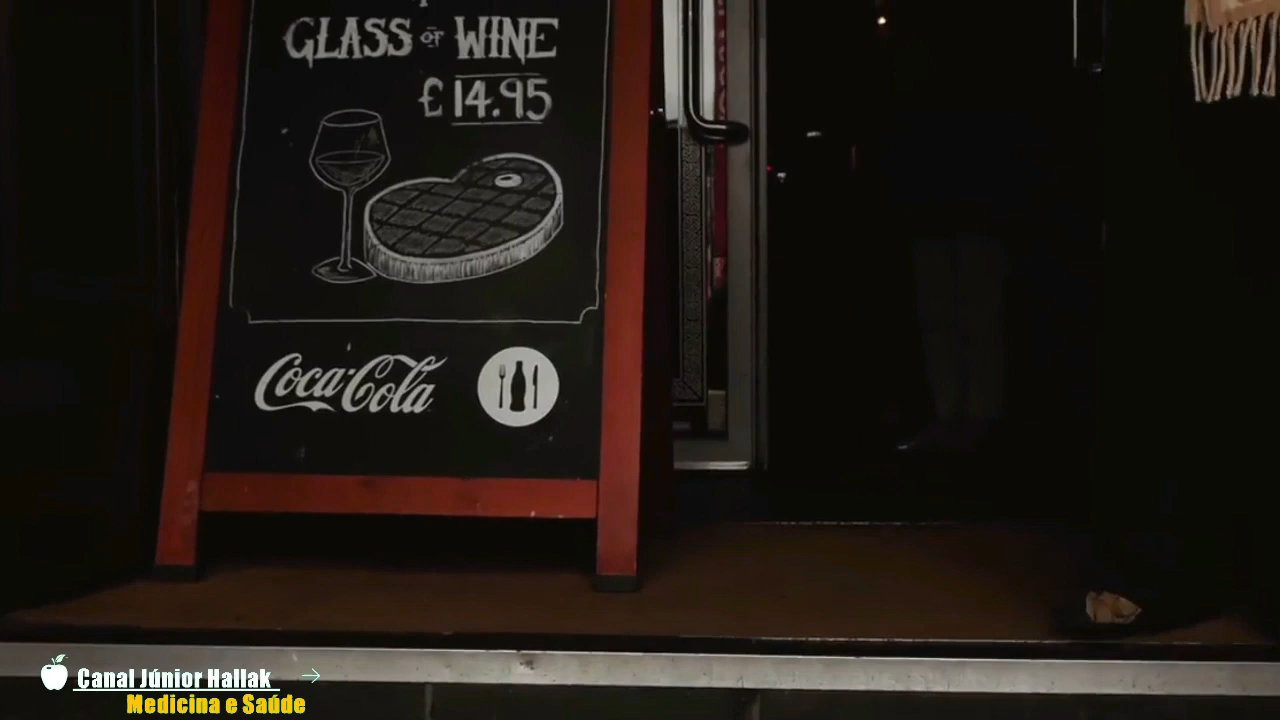 GLASS OF WINE
£14.95
Coca-Cola
Canal Júnior Hallak
Medicina e Saúde